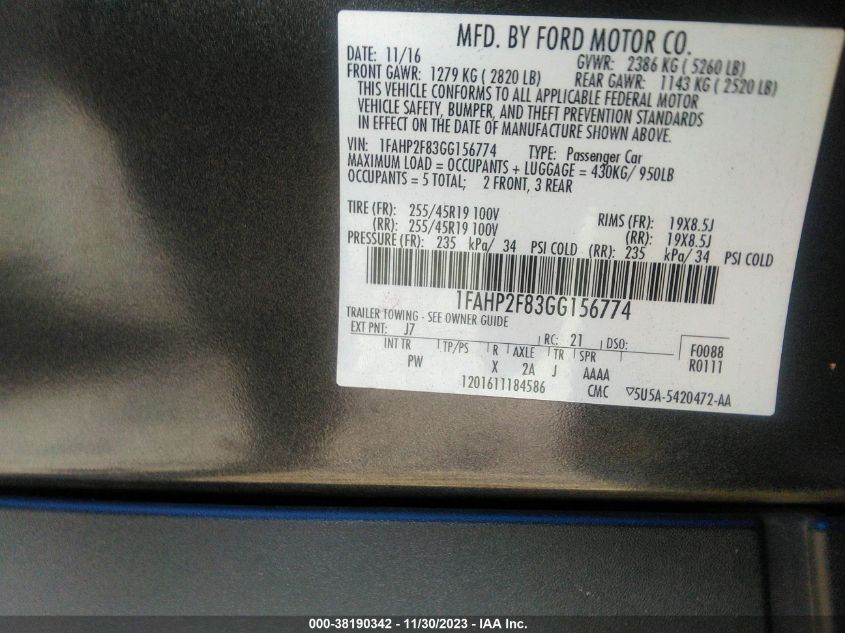 MFD. BY FORD MOTOR CO.
DATE: 11/16 GVWR: 2386 KG ( 5260 LB)
FRONT GAWR: 1279 KG ( 2820 LB) REAR GAWR: 1143 KG ( 2520 LB)
THIS VEHICLE CONFORMS TO ALL APPLICABLE FEDERAL MOTOR
VEHICLE SAFETY, BUMPER, AND THEFT PREVENTION STANDARDS
IN EFFECT ON THE DATE OF MANUFACTURE SHOWN ABOVE.
VIN: 1FAHP2F83GG156774 TYPE: Passenger Car
MAXIMUM LOAD = OCCUPANTS + LUGGAGE = 430KG/ 950LB
OCCUPANTS = 5 TOTAL; 2 FRONT, 3 REAR
TIRE (FR): 255/45R19 100V RIMS (FR): 19X8.5J
(RR): 255/45R19 100V (RR): 19X8.5J
PRESSURE (FR): 235 kPa/ 34 PSI COLD (RR): 235 kPa/ 34 PSI COLD
1FAHP2F83GG156774
TRAILER TOWING - SEE OWNER GUIDE
EXT PNT: J7 RC: 21 DSO: F0088
INT TR TP/PS R AXLE TR SPR R0111
PW X 2A J AAAA
1201611184586 CMC ▽5U5A-5420472-AA
000-38190342 - 11/30/2023 - IAA Inc.